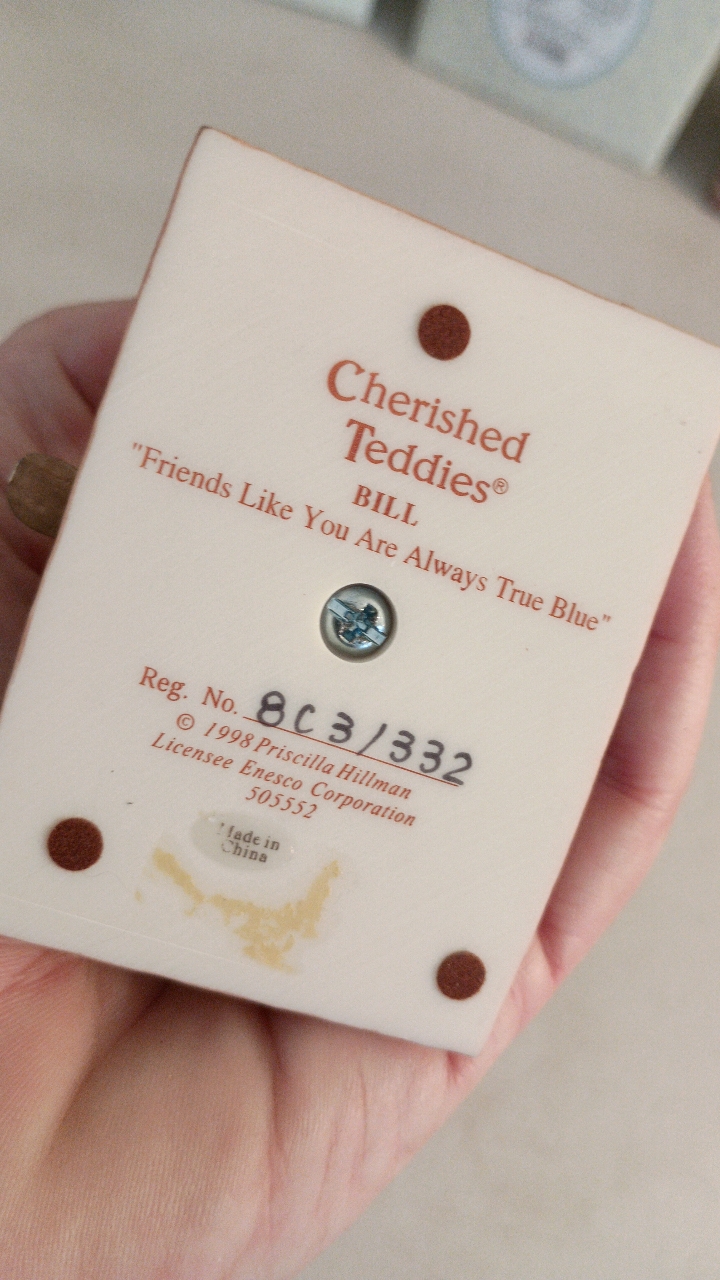 Cherished
Teddies®
BILL
"Friends Like You Are Always True Blue"
Reg. No. 8C3/332
© 1998 Priscilla Hillman
Licensee Enesco Corporation
505552
Made in
China